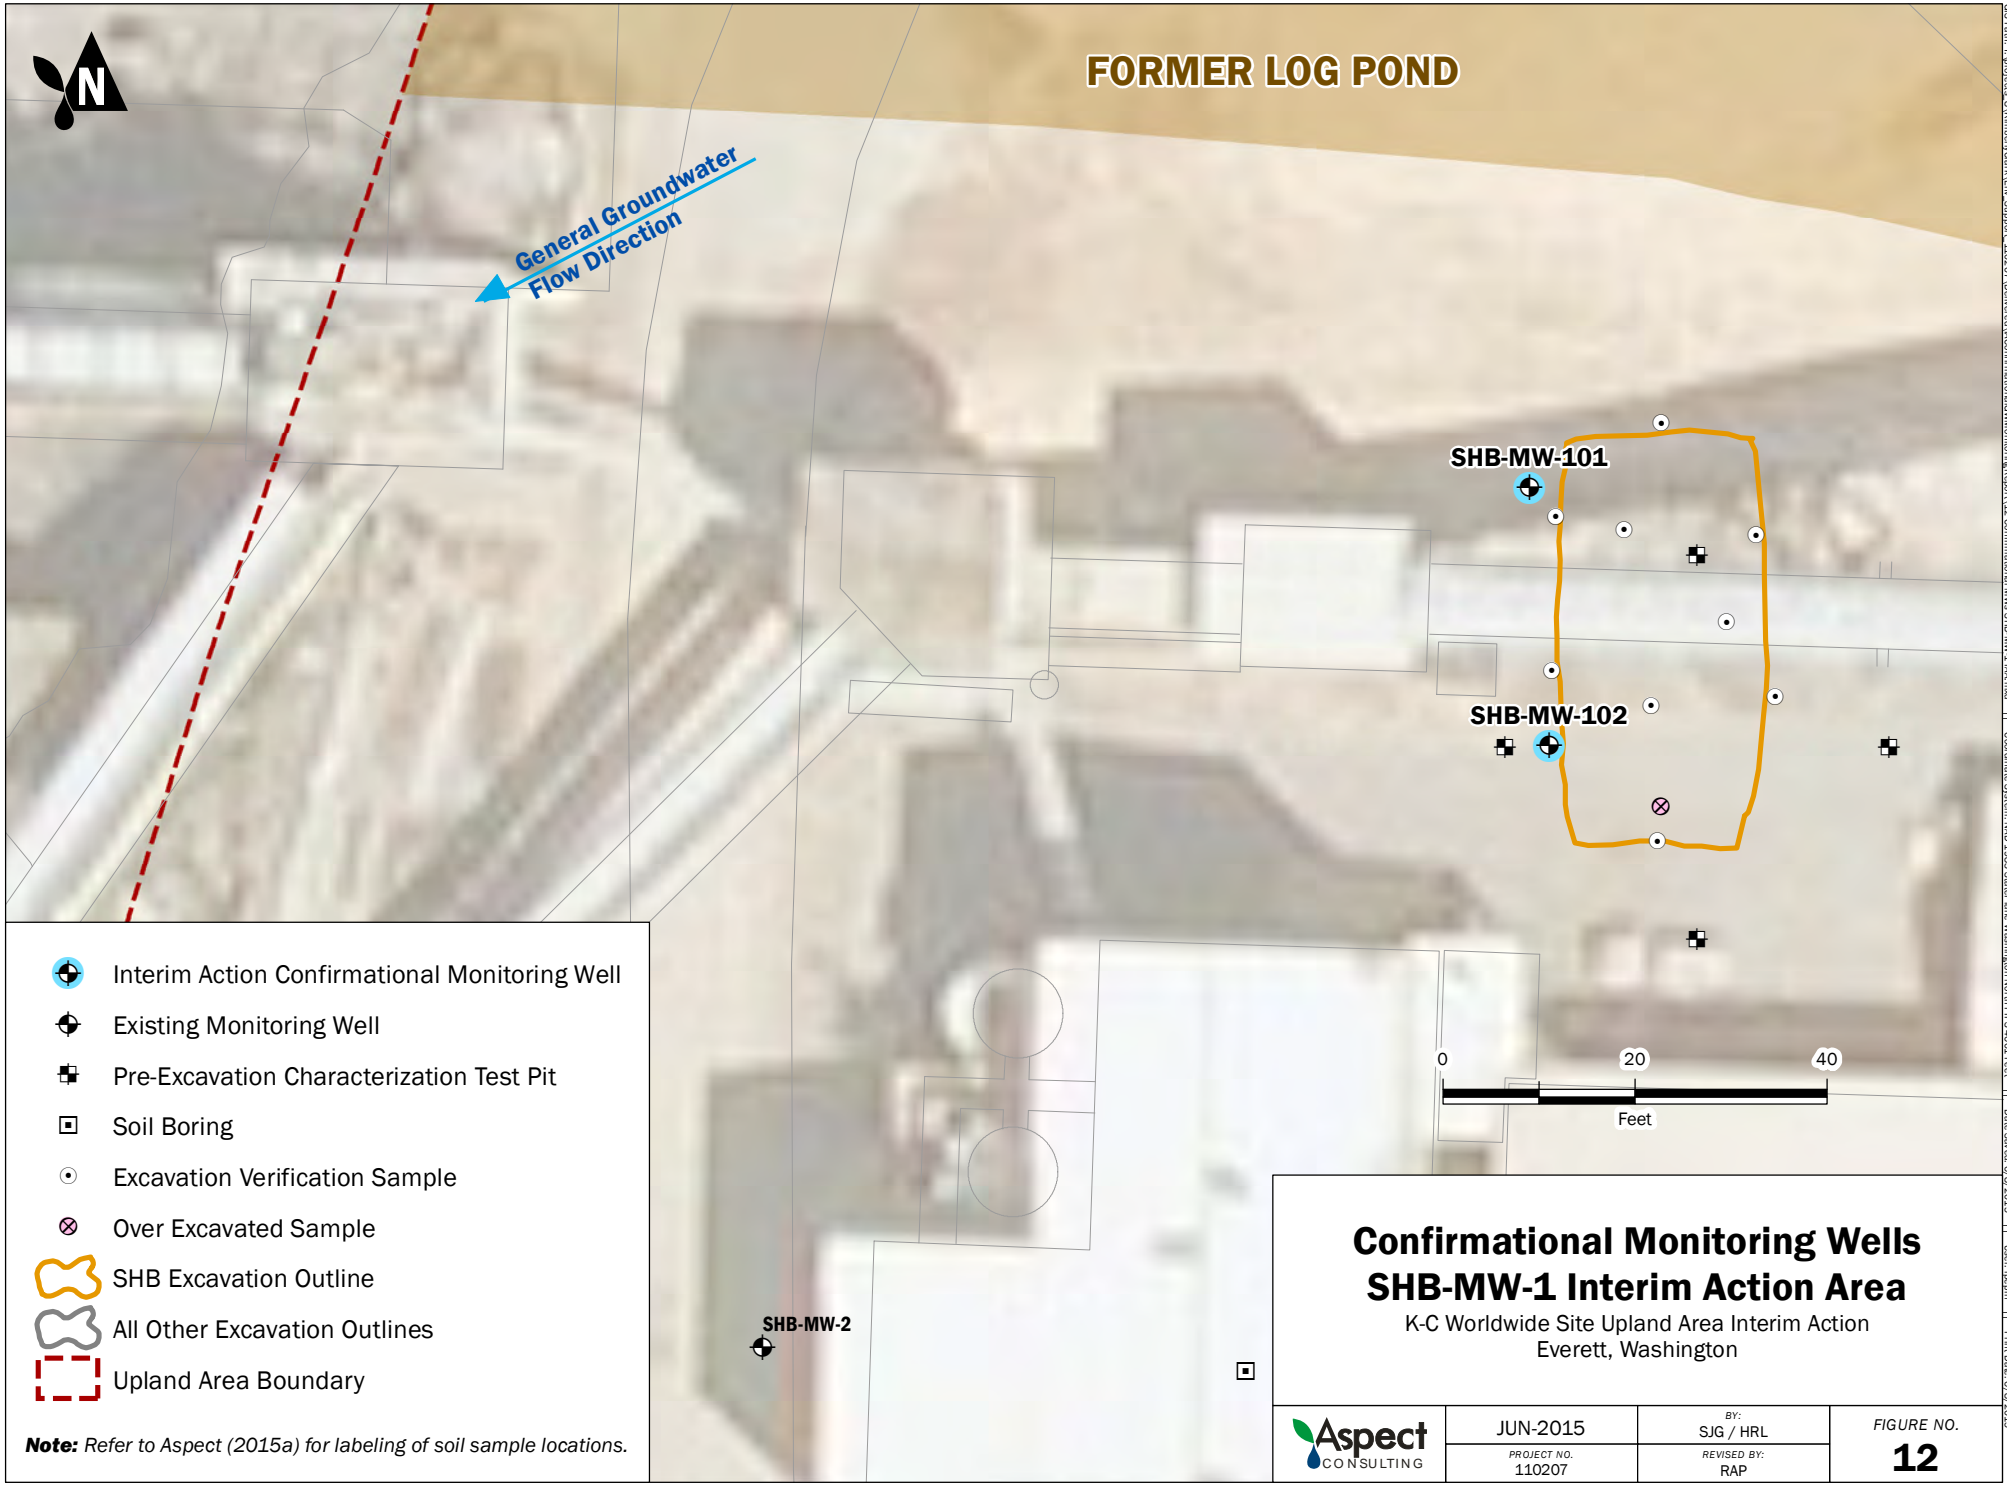 N
FORMER LOG POND
General Groundwater
Flow Direction
SHB-MW-101
SHB-MW-102
SHB-MW-2
0 20 40
Feet
Interim Action Confirmational Monitoring Well
Existing Monitoring Well
Pre-Excavation Characterization Test Pit
Soil Boring
Excavation Verification Sample
Over Excavated Sample
SHB Excavation Outline
All Other Excavation Outlines
Upland Area Boundary
Note: Refer to Aspect (2015a) for labeling of soil sample locations.
Confirmational Monitoring Wells
SHB-MW-1 Interim Action Area
K-C Worldwide Site Upland Area Interim Action
Everett, Washington
Aspect
CONSULTING
JUN-2015
PROJECT NO.
110207
BY:
SJG / HRL
REVISED BY:
RAP
FIGURE NO.
12